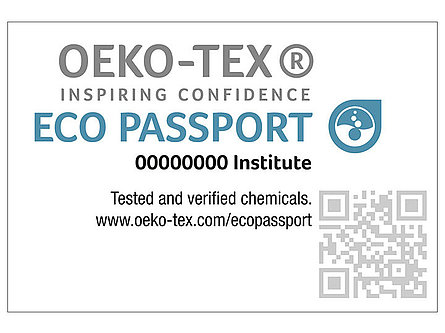 OEKO-TEX®
INSPIRING CONFIDENCE
ECO PASSPORT
00000000 Institute
Tested and verified chemicals.
www.oeko-tex.com/ecopassport